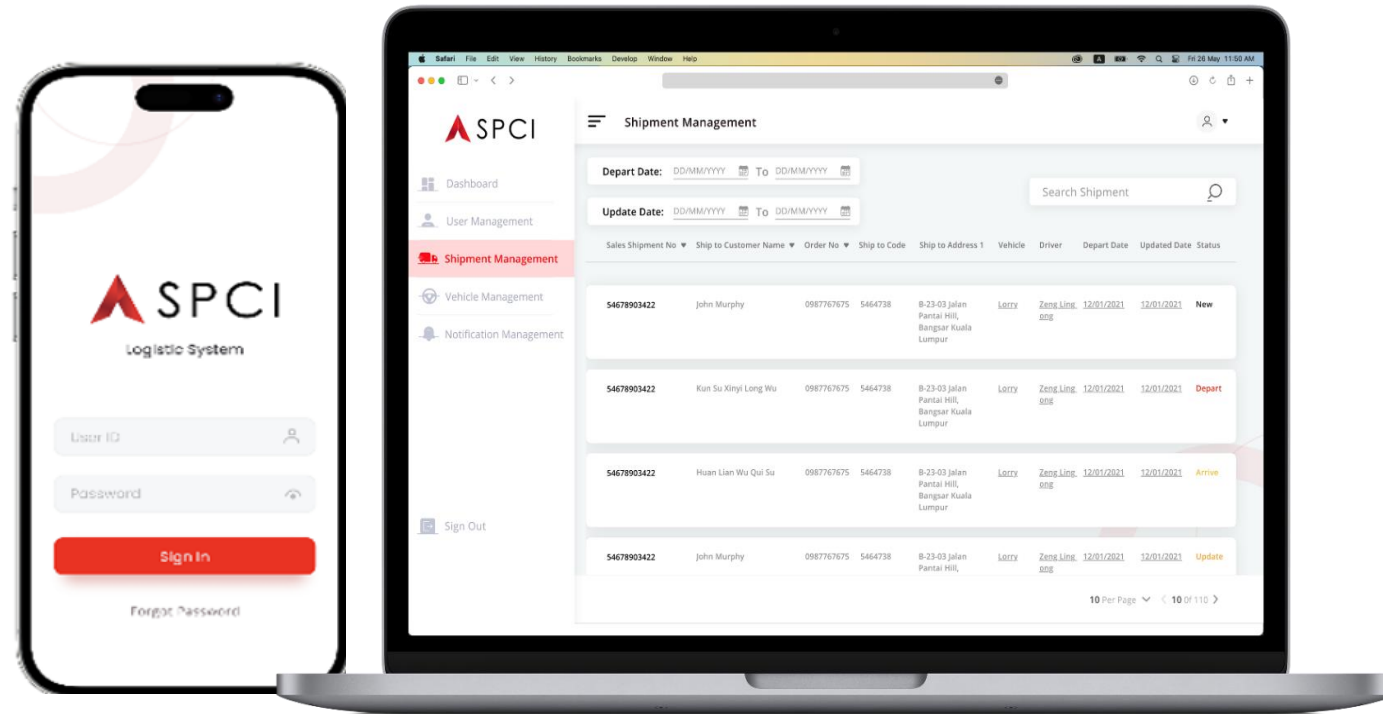 SPCI
Logistic System
User ID
Password
Sign In
Forgot Password
Safari File Edit View History Bookmarks Develop Window Help
Fri 26 May 11:50 AM
SPCI
Dashboard
User Management
Shipment Management
Vehicle Management
Notification Management
Sign Out
Shipment Management
Depart Date: DD/MM/YYYY To DD/MM/YYYY
Update Date: DD/MM/YYYY To DD/MM/YYYY
Search Shipment
Sales Shipment No Ship to Customer Name Order No Ship to Code Ship to Address 1 Vehicle Driver Depart Date Updated Date Status
54678903422 John Murphy 0987767675 5464738 B-23-03 Jalan Lorry Zeng Ling 12/01/2021 12/01/2021 New
Pantai Hill, ong
Bangsar Kuala
Lumpur
54678903422 Kun Su Xinyi Long Wu 0987767675 5464738 B-23-03 Jalan Lorry Zeng Ling 12/01/2021 12/01/2021 Depart
Pantai Hill, ong
Bangsar Kuala
Lumpur
54678903422 Huan Lian Wu Qui Su 0987767675 5464738 B-23-03 Jalan Lorry Zeng Ling 12/01/2021 12/01/2021 Arrive
Pantai Hill, ong
Bangsar Kuala
Lumpur
54678903422 John Murphy 0987767675 5464738 B-23-03 Jalan Lorry Zeng Ling 12/01/2021 12/01/2021 Update
Pantai Hill, ong
10 Per Page 10 Of 110